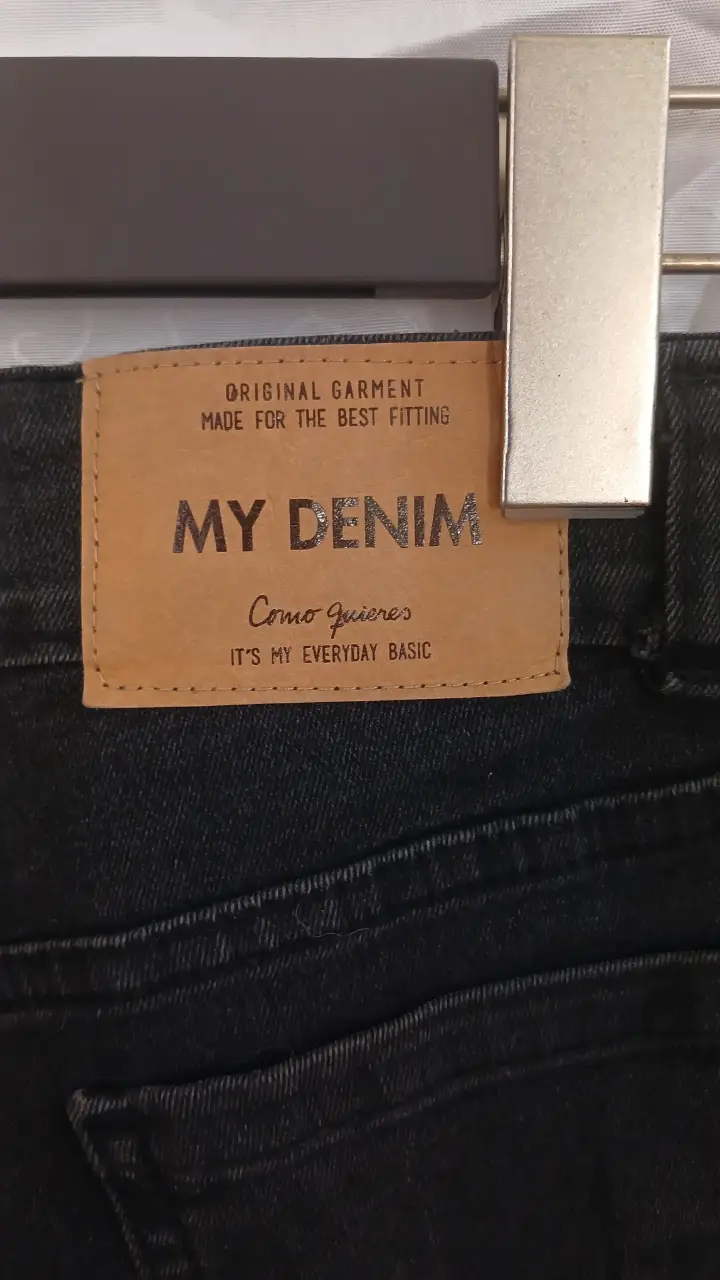 ORIGINAL GARMENT
MADE FOR THE BEST FITTING
MY DENIM
Como quieres
IT'S MY EVERYDAY BASIC